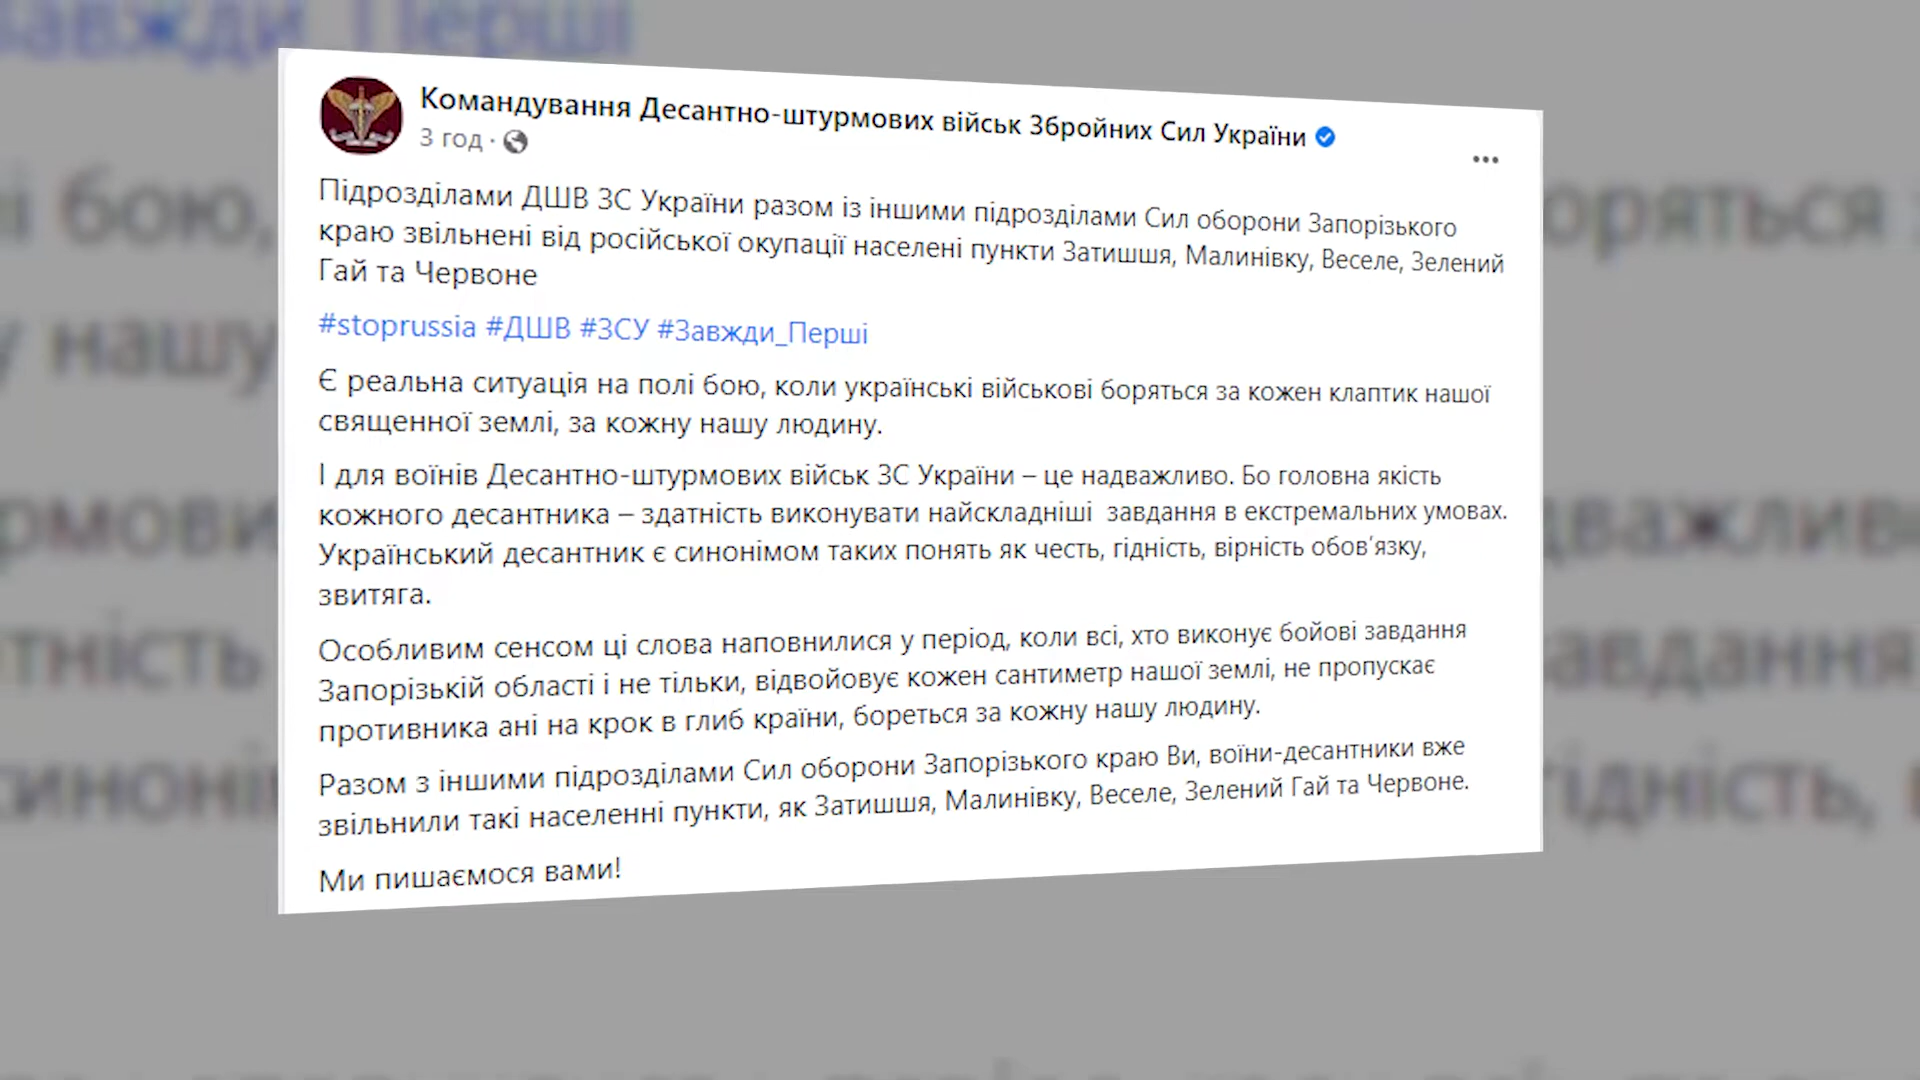 Завжди_Перші
Командування Десантно-штурмових військ Збройних Сил України
3 год ·
Підрозділами ДШВ ЗС України разом із іншими підрозділами Сил оборони Запорізького
краю звільнені від російської окупації населені пункти Затишшя, Малинівку, Веселе, Зелений
Гай та Червоне
#stoprussia #ДШВ #ЗСУ #Завжди_Перші
Є реальна ситуація на полі бою, коли українські військові боряться за кожен клаптик нашої
священної землі, за кожну нашу людину.
І для воїнів Десантно-штурмових військ ЗС України – це надважливо. Бо головна якість
кожного десантника – здатність виконувати найскладніші завдання в екстремальних умовах.
Український десантник є синонімом таких понять як честь, гідність, вірність обов’язку,
звитяга.
Особливим сенсом ці слова наповнилися у період, коли всі, хто виконує бойові завдання
Запорізькій області і не тільки, відвойовує кожен сантиметр нашої землі, не пропускає
противника ані на крок в глиб країни, бореться за кожну нашу людину.
Разом з іншими підрозділами Сил оборони Запорізького краю Ви, воїни-десантники вже
звільнили такі населенні пункти, як Затишшя, Малинівку, Веселе, Зелений Гай та Червоне.
Ми пишаємося вами!